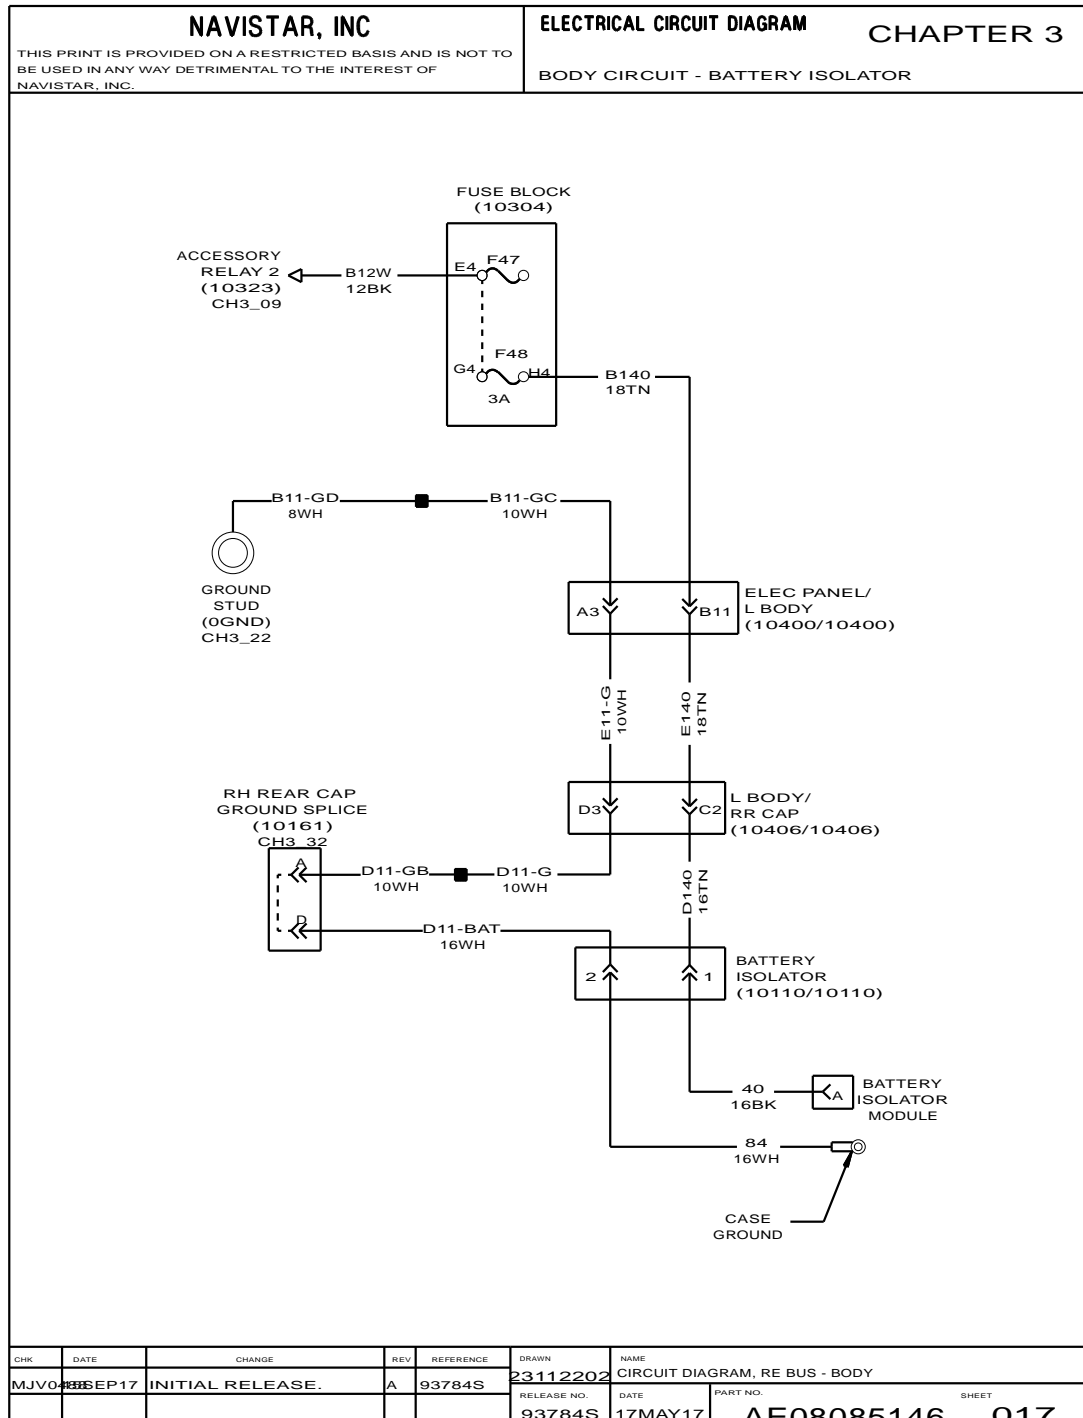 NAVISTAR, INC
THIS PRINT IS PROVIDED ON A RESTRICTED BASIS AND IS NOT TO
BE USED IN ANY WAY DETRIMENTAL TO THE INTEREST OF
NAVISTAR, INC.
ELECTRICAL CIRCUIT DIAGRAM
CHAPTER 3
BODY CIRCUIT - BATTERY ISOLATOR
FUSE BLOCK
(10304)
ACCESSORY
RELAY 2
(10323)
CH3_09
B12W
12BK
E4
F47
G4
F48
H4
3A
B140
18TN
B11-GD
8WH
B11-GC
10WH
GROUND
STUD
(0GND)
CH3_22
A3
B11
ELEC PANEL/
L BODY
(10400/10400)
E11-G
10WH
E140
18TN
D3
C2
L BODY/
RR CAP
(10406/10406)
RH REAR CAP
GROUND SPLICE
(10161)
CH3_32
A
D11-GB
10WH
D11-G
10WH
D140
16TN
D
D11-BAT
16WH
2
1
BATTERY
ISOLATOR
(10110/10110)
40
16BK
A
BATTERY
ISOLATOR
MODULE
84
16WH
CASE
GROUND
CHK
DATE
CHANGE
REV
REFERENCE
DRAWN
NAME
SEP17
INITIAL RELEASE.
A
93784S
23112202
CIRCUIT DIAGRAM, RE BUS - BODY
RELEASE NO.
DATE
PART NO.
SHEET
93784S
17MAY17
AE08085146
017